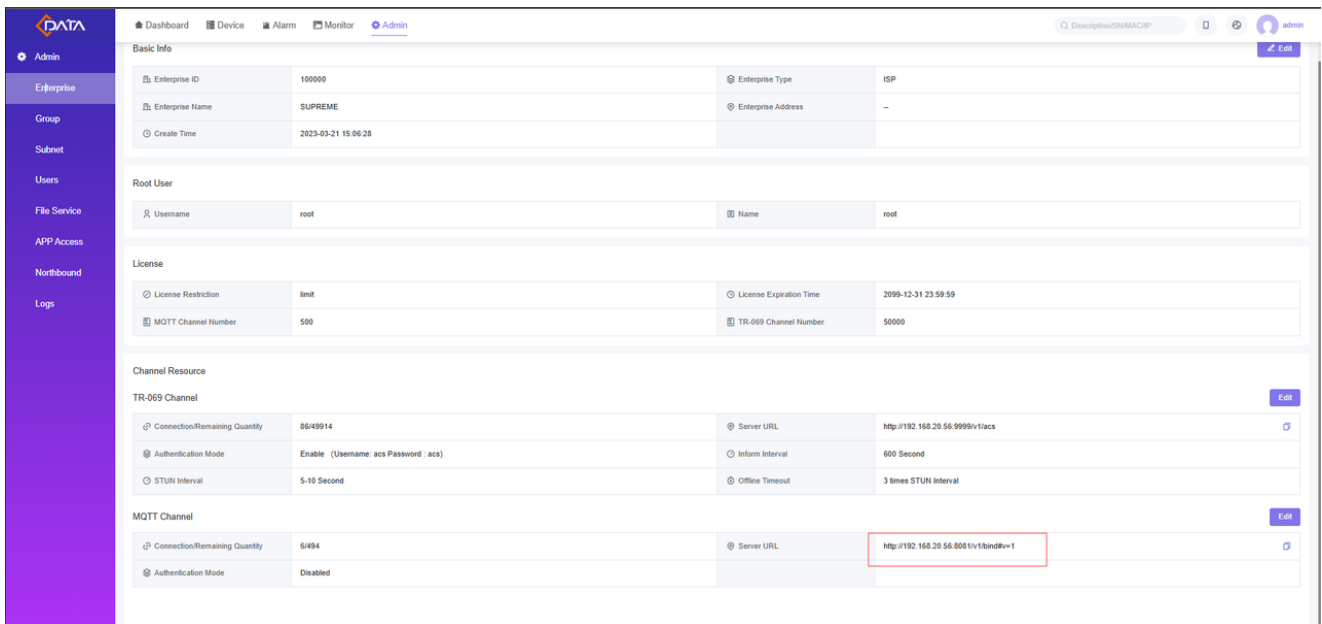 DATA
Dashboard Device Alarm Monitor Admin Description/SN/MAC/IP admin
Admin
Enterprise
Group
Subnet
Users
File Service
APP Access
Northbound
Logs
Basic Info Edit
Enterprise ID 100000 Enterprise Type ISP
Enterprise Name SUPREME Enterprise Address --
Create Time 2023-03-21 15:06:28
Root User
Username root Name root
License
License Restriction limit License Expiration Time 2099-12-31 23:59:59
MQTT Channel Number 500 TR-069 Channel Number 50000
Channel Resource
TR-069 Channel Edit
Connection/Remaining Quantity 86/49914 Server URL http://192.168.20.56:9999/v1/acs
Authentication Mode Enable （Username: acs Password : acs) Inform Interval 600 Second
STUN Interval 5-10 Second Offline Timeout 3 times STUN Interval
MQTT Channel Edit
Connection/Remaining Quantity 6/494 Server URL http://192.168.20.56:8081/v1/bind#v=1
Authentication Mode Disabled